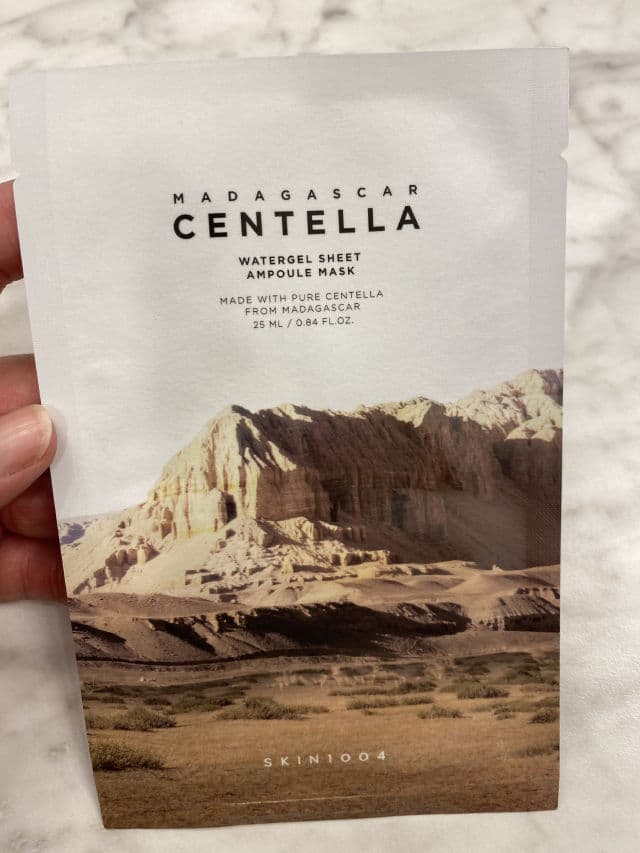 MADAGASCAR
CENTELLA
WATERGEL SHEET
AMPOULE MASK
MADE WITH PURE CENTELLA
FROM MADAGASCAR
25 ML / 0.84 FL.OZ.
SKIN1004